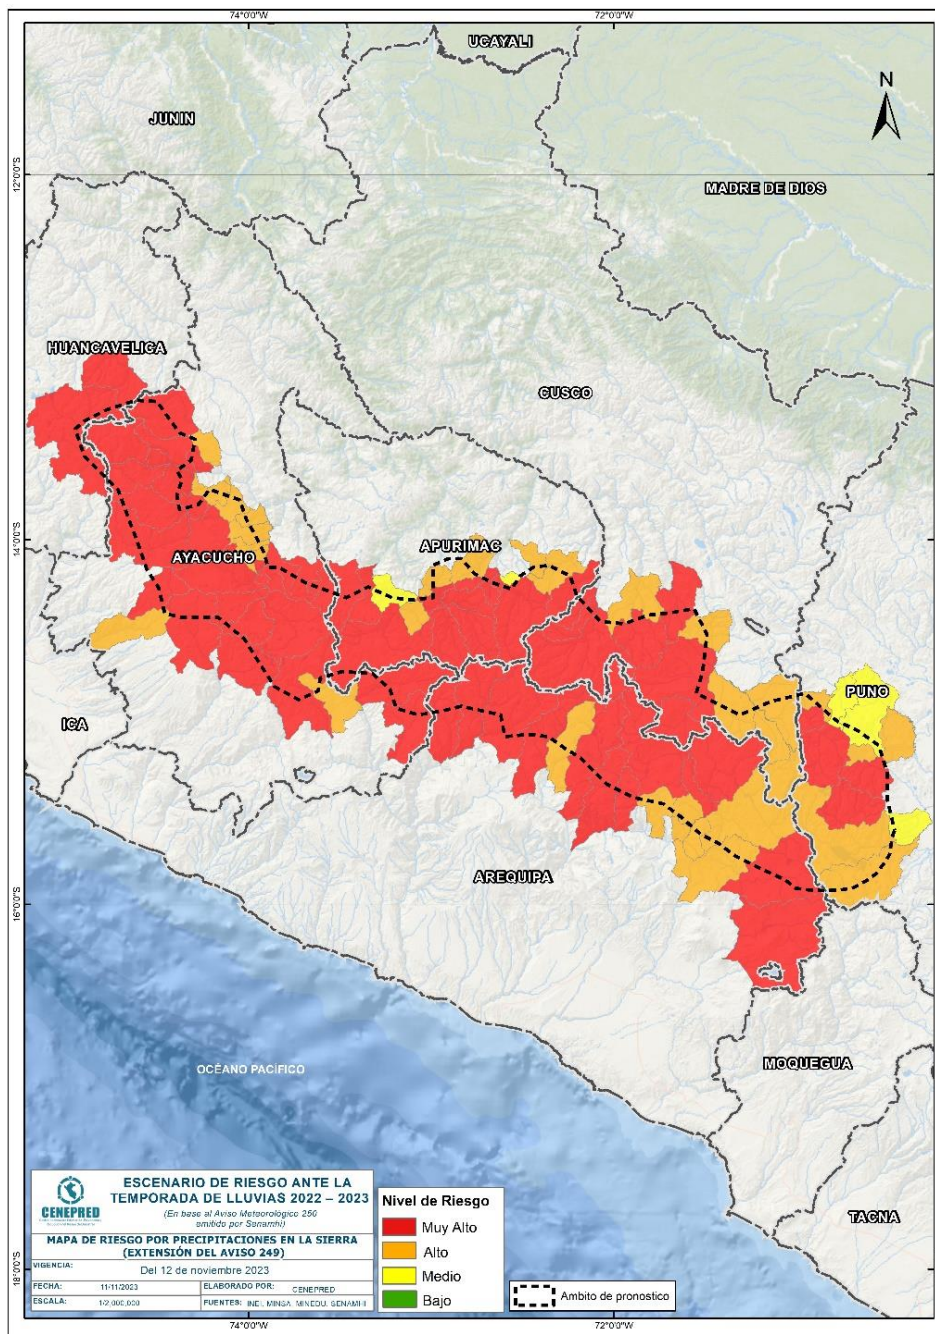 74°0'0"W
72°0'0"W
UCAYALI
JUNIN
N
12°0'0"S
MADRE DE DIOS
HUANCAVELICA
CUSCO
14°0'0"S
APURIMAC
AYACUCHO
PUNO
ICA
AREQUIPA
16°0'0"S
MOQUEGUA
OCÉANO PACÍFICO
TACNA
18°0'0"S
CENEPRED
ESCENARIO DE RIESGO ANTE LA
TEMPORADA DE LLUVIAS 2022 – 2023
(En base al Aviso Meteorológico 250
emitido por Senamhi)
MAPA DE RIESGO POR PRECIPITACIONES EN LA SIERRA
(EXTENSIÓN DEL AVISO 249)
VIGENCIA: Del 12 de noviembre 2023
FECHA: 11/11/2023 ELABORADO POR: CENEPRED
ESCALA: 1/2,000,000 FUENTES: INEI, MINSA, MINEDU, SENAMHI
Nivel de Riesgo
Muy Alto
Alto
Medio
Bajo
Ambito de pronostico
74°0'0"W
72°0'0"W